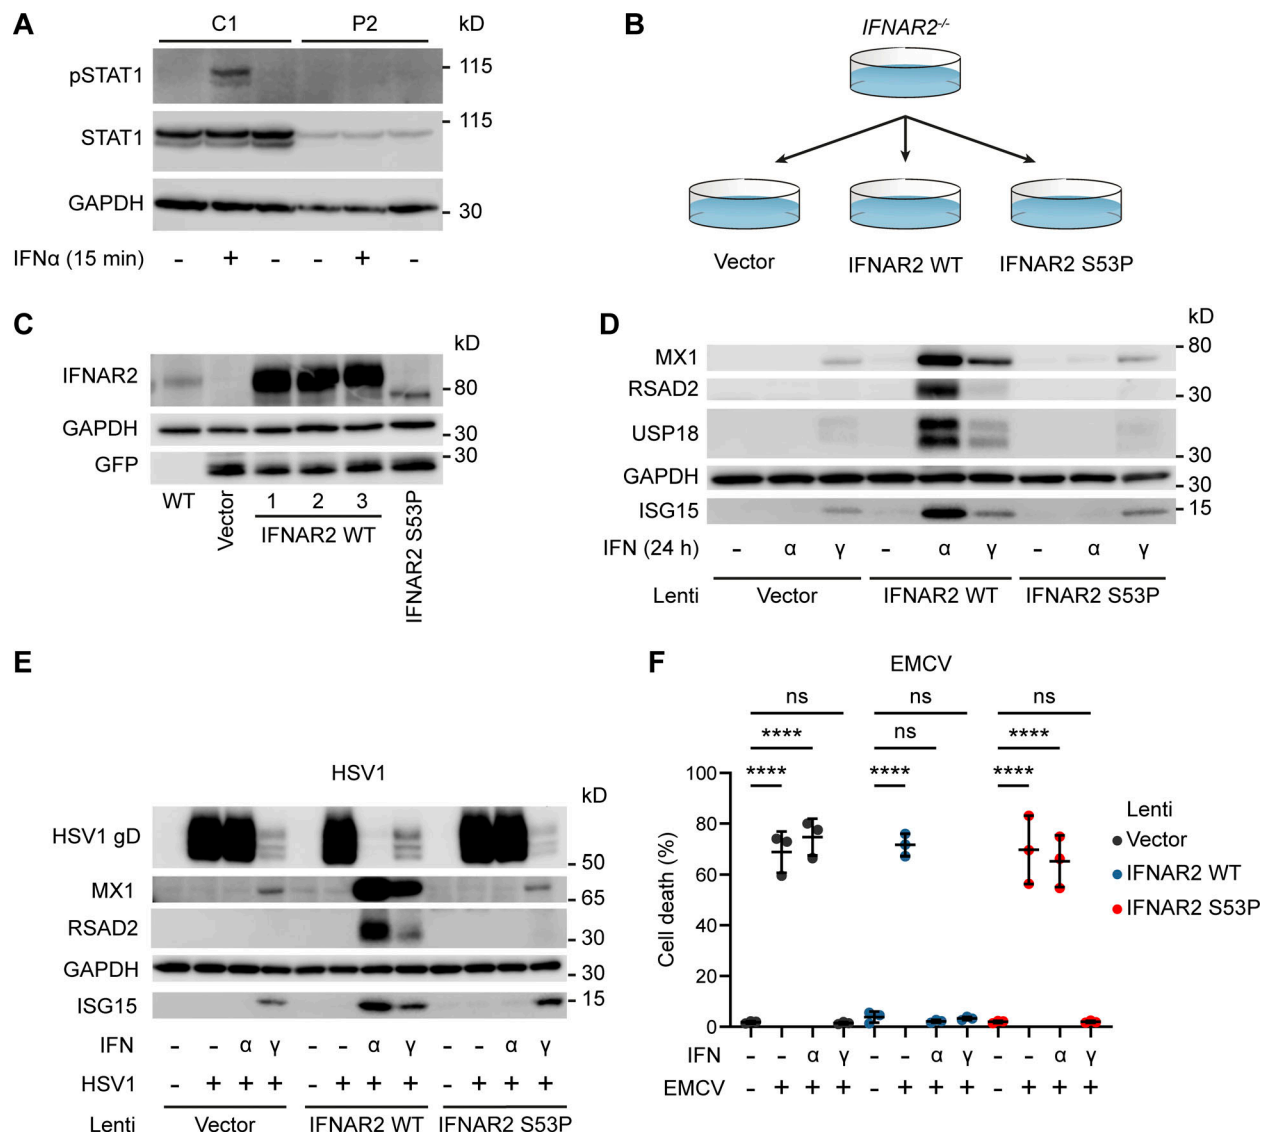 A
C1 P2 kD
pSTAT1 115
STAT1 115
GAPDH 30
IFNα (15 min) - + - - + -
B
IFNAR2-/-
Vector IFNAR2 WT IFNAR2 S53P
C
kD
IFNAR2 80
GAPDH 30
GFP 30
WT Vector 1 2 3 IFNAR2 S53P
IFNAR2 WT
D
kD
MX1 80
RSAD2 30
USP18 30
GAPDH 30
ISG15 15
IFN (24 h) - α γ - α γ - α γ
Lenti Vector IFNAR2 WT IFNAR2 S53P
E
HSV1
kD
HSV1 gD 50
MX1 65
RSAD2 30
GAPDH 30
ISG15 15
IFN - - α γ - - α γ - - α γ
HSV1 - + + + - + + + - + + +
Lenti Vector IFNAR2 WT IFNAR2 S53P
F
EMCV
ns ns ns
**** ns ****
**** **** ****
Cell death (%)
100
80
60
40
20
0
Lenti
Vector
IFNAR2 WT
IFNAR2 S53P
IFN - - α γ - - α γ - - α γ
EMCV - + + + - + + + - + + +